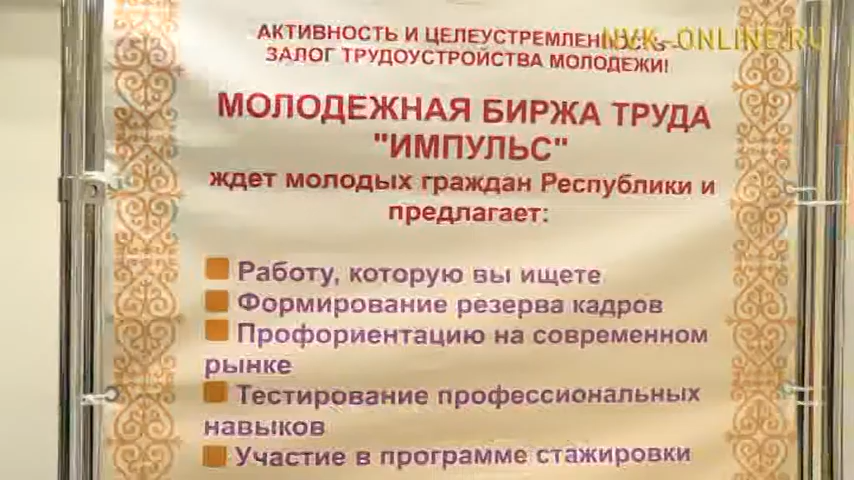 NVK-ONLINE.RU
АКТИВНОСТЬ И ЦЕЛЕУСТРЕМЛЕННОСТЬ –
ЗАЛОГ ТРУДОУСТРОЙСТВА МОЛОДЕЖИ!
МОЛОДЕЖНАЯ БИРЖА ТРУДА
"ИМПУЛЬС"
ждет молодых граждан Республики и
предлагает:
Работу, которую вы ищете
Формирование резерва кадров
Профориентацию на современном
рынке
Тестирование профессиональных
навыков
Участие в программе стажировки